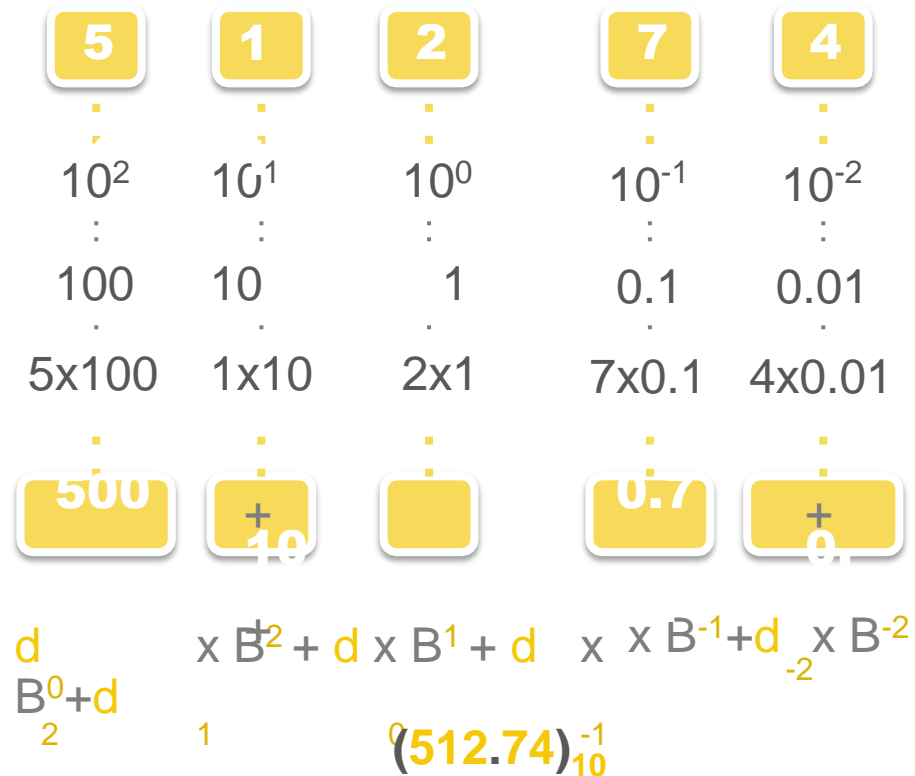 5 1 2 7 4
10² 10¹ 10⁰ 10⁻¹ 10⁻²
100 10 1 0.1 0.01
5x100 1x10 2x1 7x0.1 4x0.01
500 + 0.7 +
10 0.
+
d x B² + d x B¹ + d x x B⁻¹+d ₋₂ x B⁻²
B⁰+d
2 1 0 -1
(512.74)₁₀